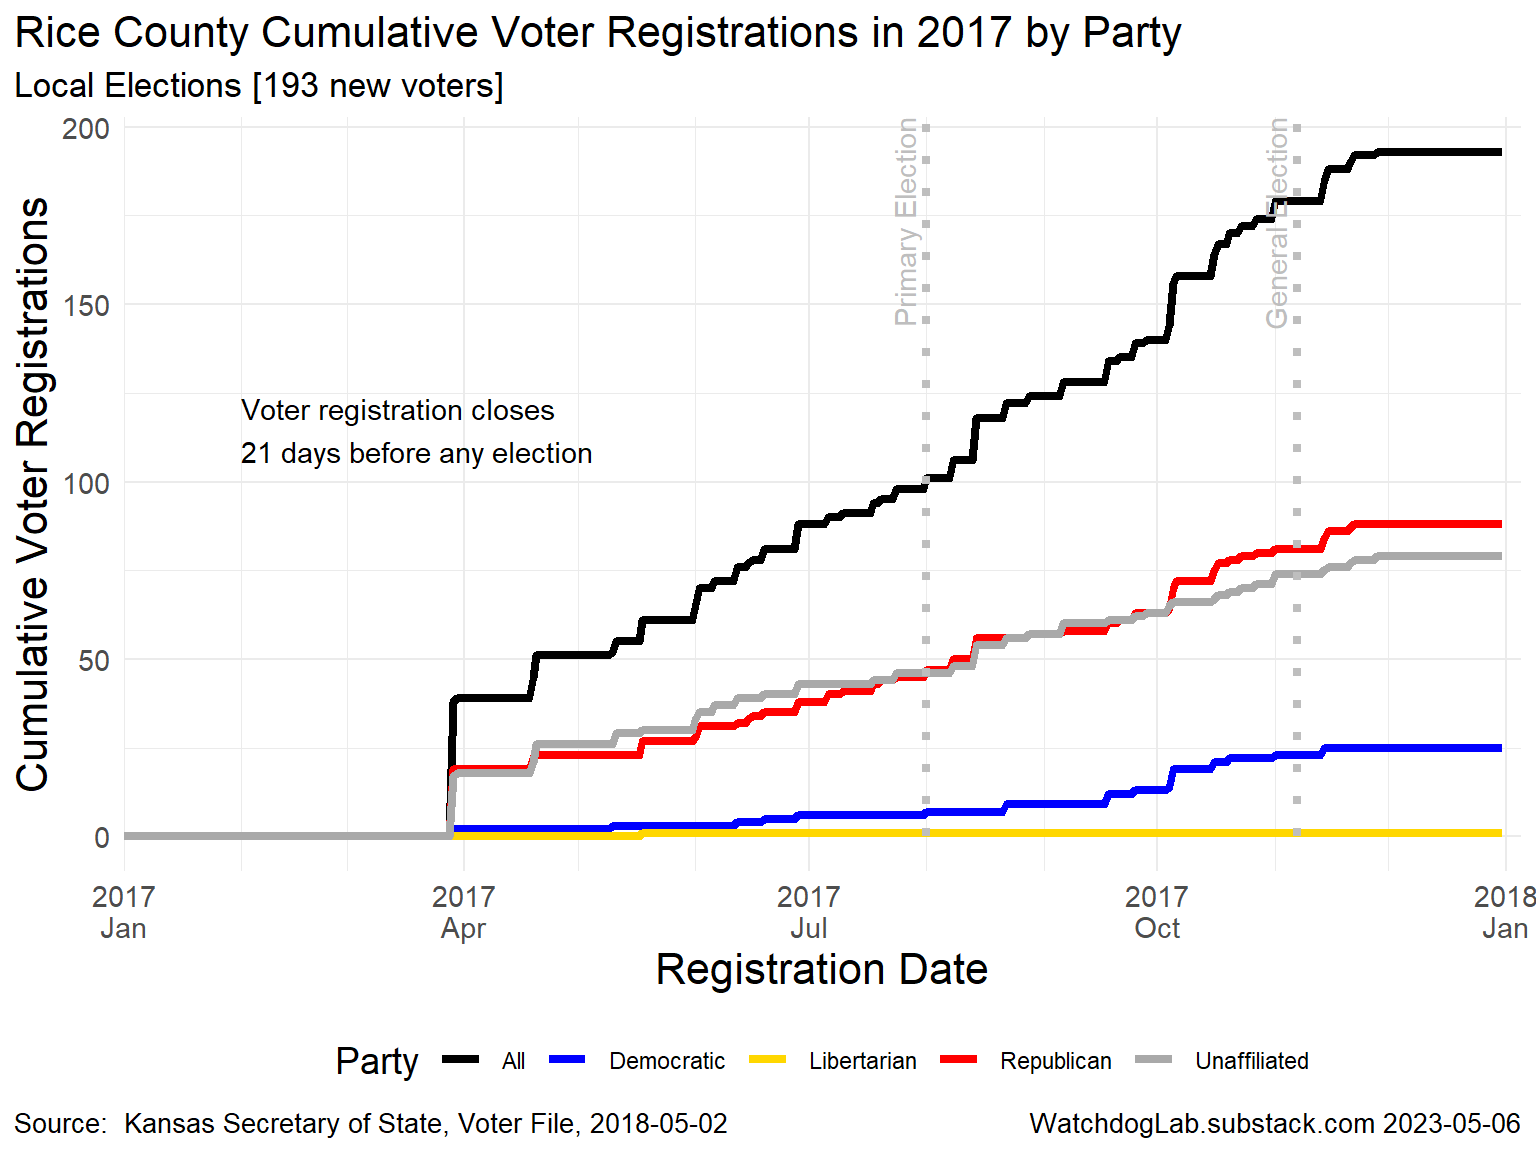 Rice County Cumulative Voter Registrations in 2017 by Party
Local Elections [193 new voters]
Cumulative Voter Registrations
200
150
100
50
0
Primary Election
General Election
Voter registration closes
21 days before any election
2017
Jan
2017
Apr
2017
Jul
2017
Oct
2018
Jan
Registration Date
Party
All
Democratic
Libertarian
Republican
Unaffiliated
Source:  Kansas Secretary of State, Voter File, 2018-05-02
WatchdogLab.substack.com 2023-05-06